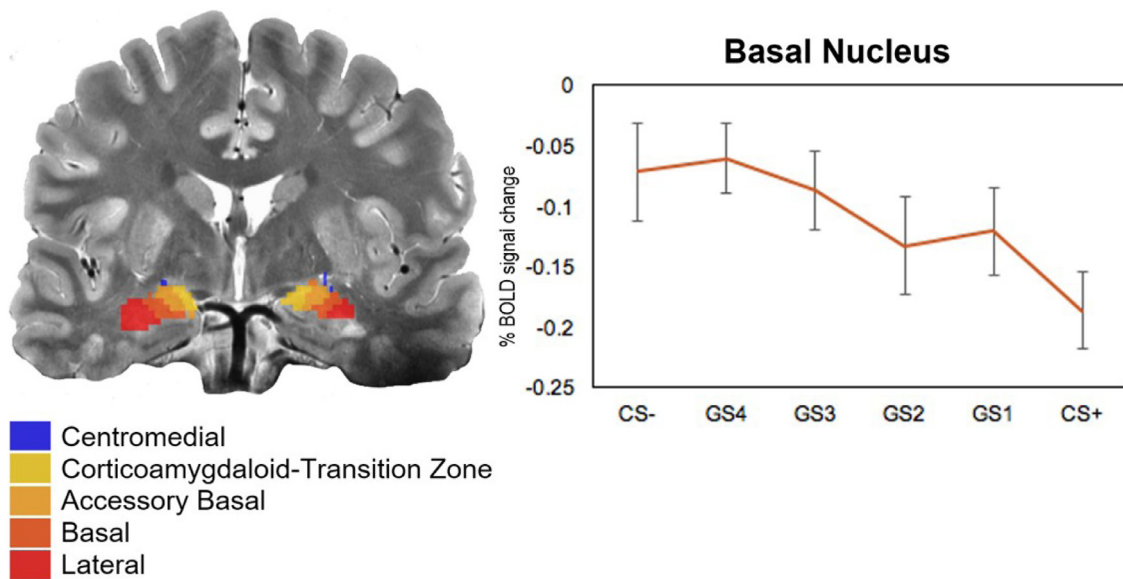 Basal Nucleus
% BOLD signal change
0
-0.05
-0.1
-0.15
-0.2
-0.25
CS- GS4 GS3 GS2 GS1 CS+
Centromedial
Corticoamygdaloid-Transition Zone
Accessory Basal
Basal
Lateral